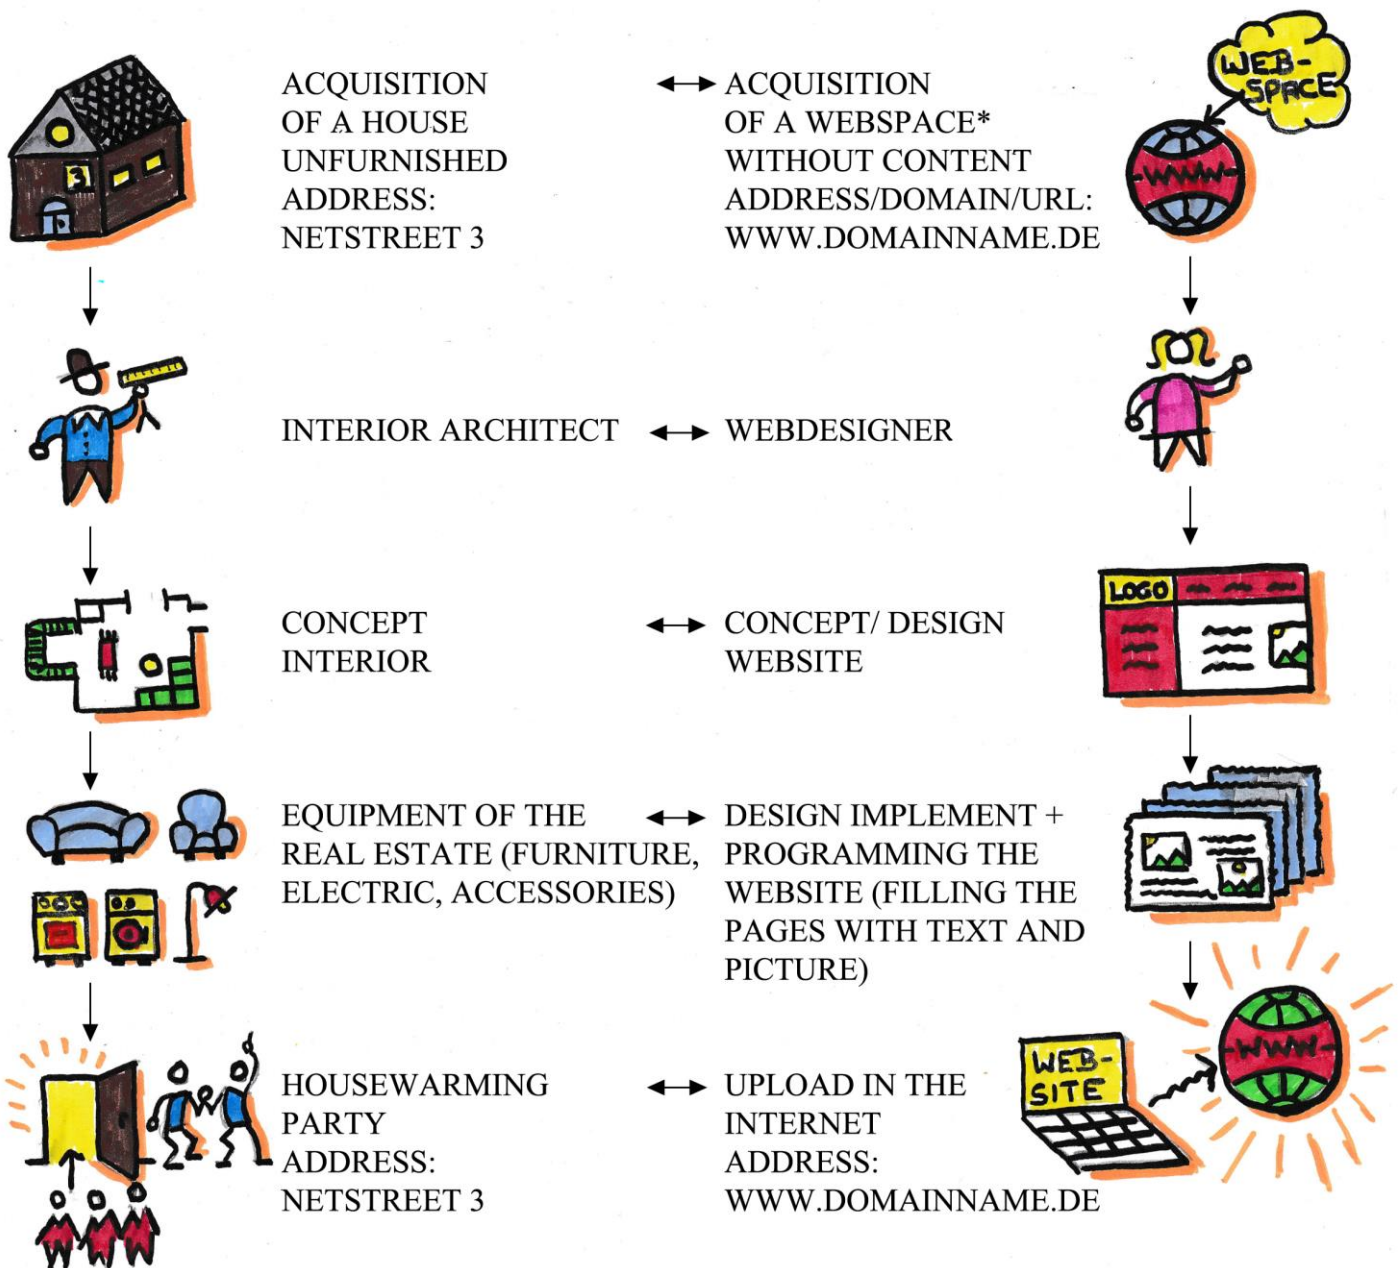 ACQUISITION
OF A HOUSE
UNFURNISHED
ADDRESS:
NETSTREET 3
ACQUISITION
OF A WEBSPACE*
WITHOUT CONTENT
ADDRESS/DOMAIN/URL:
WWW.DOMAINNAME.DE
3
WEB-
SPACE
WWW
INTERIOR ARCHITECT
WEBDESIGNER
CONCEPT
INTERIOR
CONCEPT/ DESIGN
WEBSITE
LOGO
EQUIPMENT OF THE
REAL ESTATE (FURNITURE,
ELECTRIC, ACCESSORIES)
DESIGN IMPLEMENT +
PROGRAMMING THE
WEBSITE (FILLING THE
PAGES WITH TEXT AND
PICTURE)
HOUSEWARMING
PARTY
ADDRESS:
NETSTREET 3
UPLOAD IN THE
INTERNET
ADDRESS:
WWW.DOMAINNAME.DE
WEB-
SITE
WWW